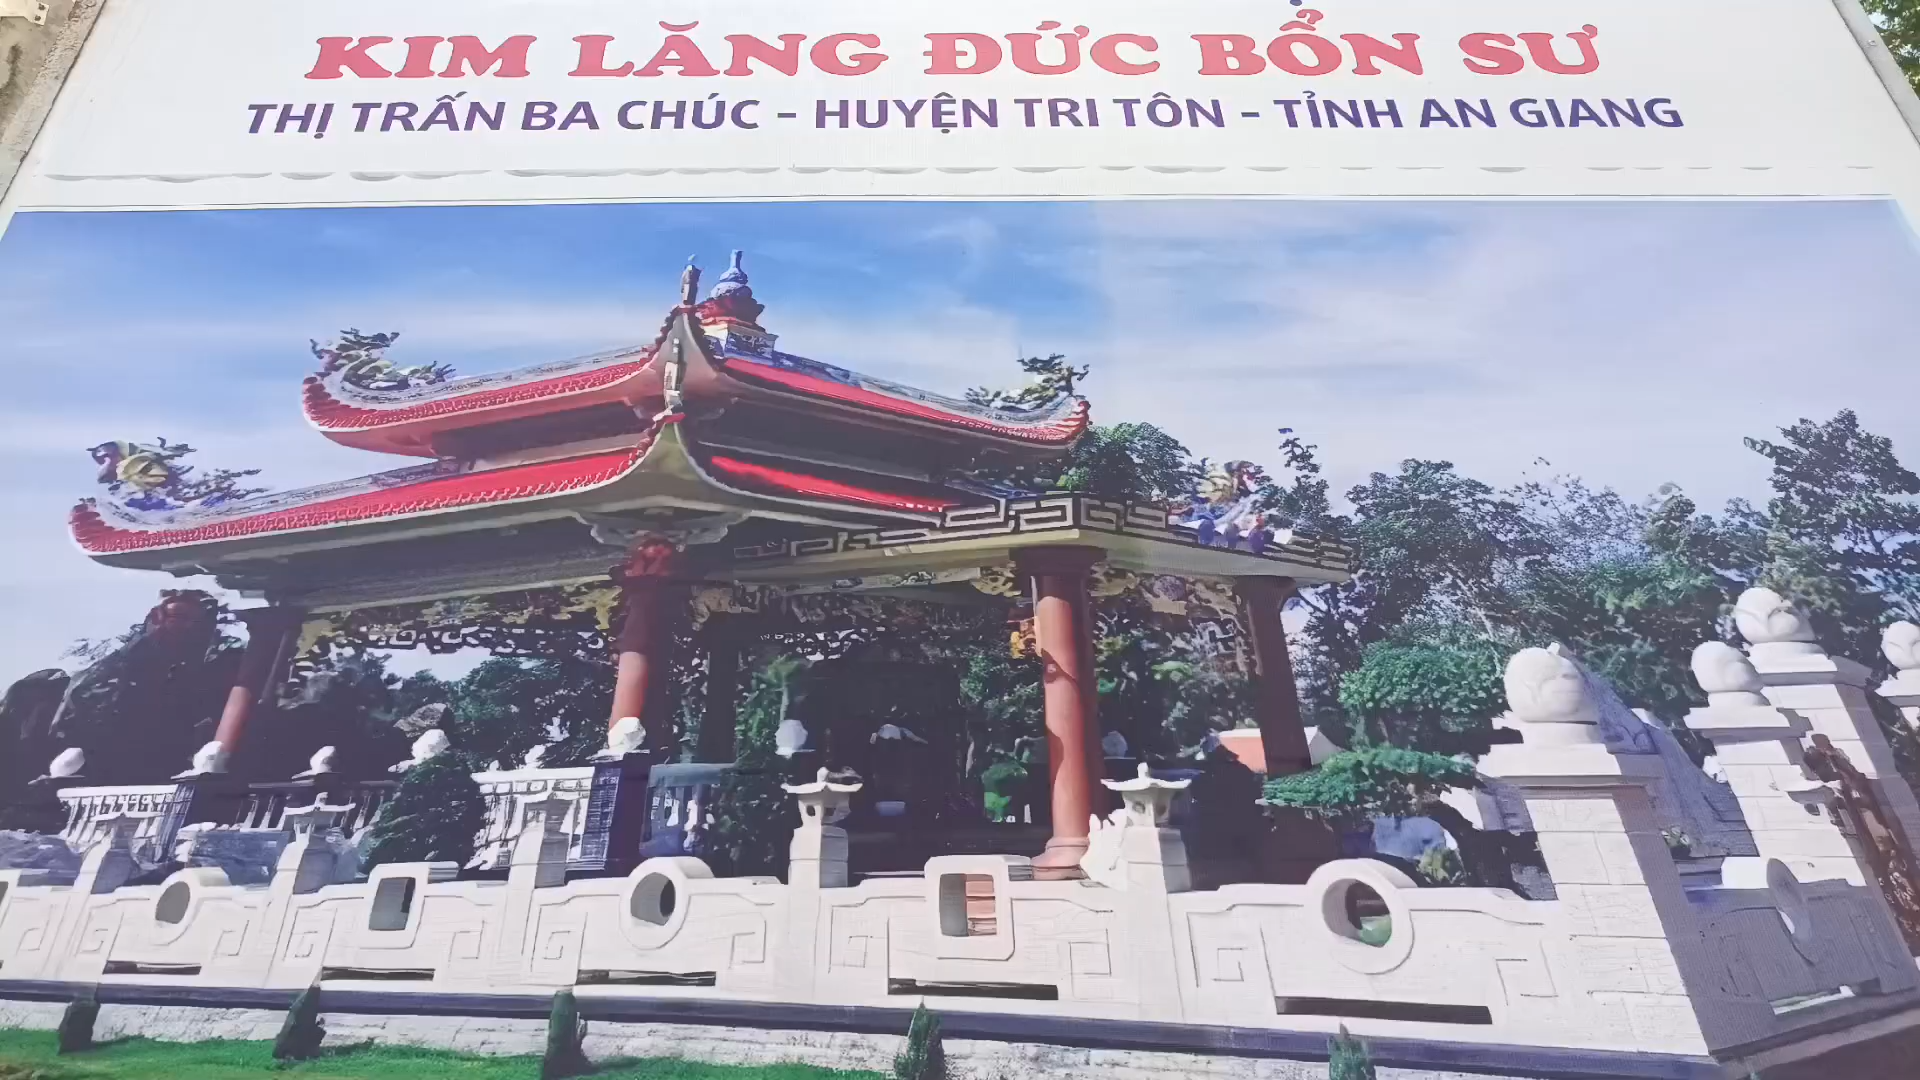 KIM LĂNG ĐỨC BỔN SƯ
THỊ TRẤN BA CHÚC - HUYỆN TRI TÔN - TỈNH AN GIANG